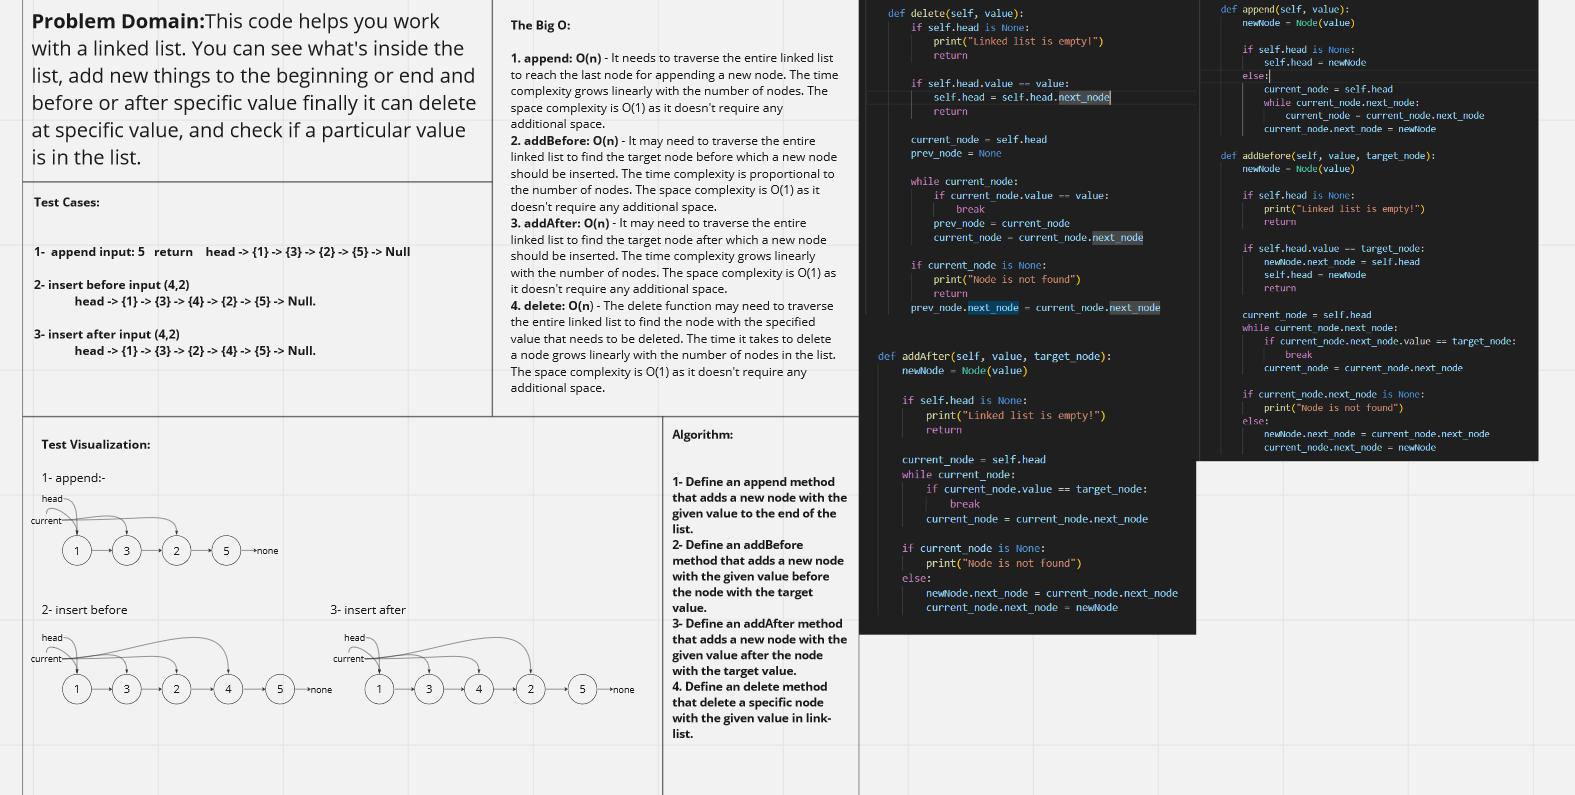 Problem Domain:This code helps you work
with a linked list. You can see what's inside the
list, add new things to the beginning or end and
before or after specific value finally it can delete
at specific value, and check if a particular value
is in the list.
Test Cases:
1- append input: 5 return head -> {1} -> {3} -> {2} -> {5} -> Null
2- insert before input (4,2)
head -> {1} -> {3} -> {4} -> {2} -> {5} -> Null.
3- insert after input (4,2)
head -> {1} -> {3} -> {2} -> {4} -> {5} -> Null.
The Big O:
1. append: O(n) - It needs to traverse the entire linked list
to reach the last node for appending a new node. The time
complexity grows linearly with the number of nodes. The
space complexity is O(1) as it doesn't require any
additional space.
2. addBefore: O(n) - It may need to traverse the entire
linked list to find the target node before which a new node
should be inserted. The time complexity is proportional to
the number of nodes. The space complexity is O(1) as it
doesn't require any additional space.
3. addAfter: O(n) - It may need to traverse the entire
linked list to find the target node after which a new node
should be inserted. The time complexity grows linearly
with the number of nodes. The space complexity is O(1) as
it doesn't require any additional space.
4. delete: O(n) - The delete function may need to traverse
the entire linked list to find the node with the specified
value that needs to be deleted. The time it takes to delete
a node grows linearly with the number of nodes in the list.
The space complexity is O(1) as it doesn't require any
additional space.
Test Visualization:
1- append:-
head
current
1 3 2 5 none
2- insert before
head
current
1 3 2 4 5 none
3- insert after
head
current
1 3 4 2 5 none
Algorithm:
1- Define an append method
that adds a new node with the
given value to the end of the
list.
2- Define an addBefore
method that adds a new node
with the given value before
the node with the target
value.
3- Define an addAfter method
that adds a new node with the
given value after the node
with the target value.
4. Define an delete method
that delete a specific node
with the given value in link-
list.
def delete(self, value):
if self.head is None:
print("Linked list is empty!")
return
if self.head.value == value:
self.head = self.head.next_node
return
current_node = self.head
prev_node = None
while current_node:
if current_node.value == value:
break
prev_node = current_node
current_node = current_node.next_node
if current_node is None:
print("Node is not found")
return
prev_node.next_node = current_node.next_node
def addAfter(self, value, target_node):
newNode = Node(value)
if self.head is None:
print("Linked list is empty!")
return
current_node = self.head
while current_node:
if current_node.value == target_node:
break
current_node = current_node.next_node
if current_node is None:
print("Node is not found")
else:
newNode.next_node = current_node.next_node
current_node.next_node = newNode
def append(self, value):
newNode = Node(value)
if self.head is None:
self.head = newNode
else:
current_node = self.head
while current_node.next_node:
current_node = current_node.next_node
current_node.next_node = newNode
def addBefore(self, value, target_node):
newNode = Node(value)
if self.head is None:
print("Linked list is empty!")
return
if self.head.value == target_node:
newNode.next_node = self.head
self.head = newNode
return
current_node = self.head
while current_node.next_node:
if current_node.next_node.value == target_node:
break
current_node = current_node.next_node
if current_node.next_node is None:
print("Node is not found")
else:
newNode.next_node = current_node.next_node
current_node.next_node = newNode